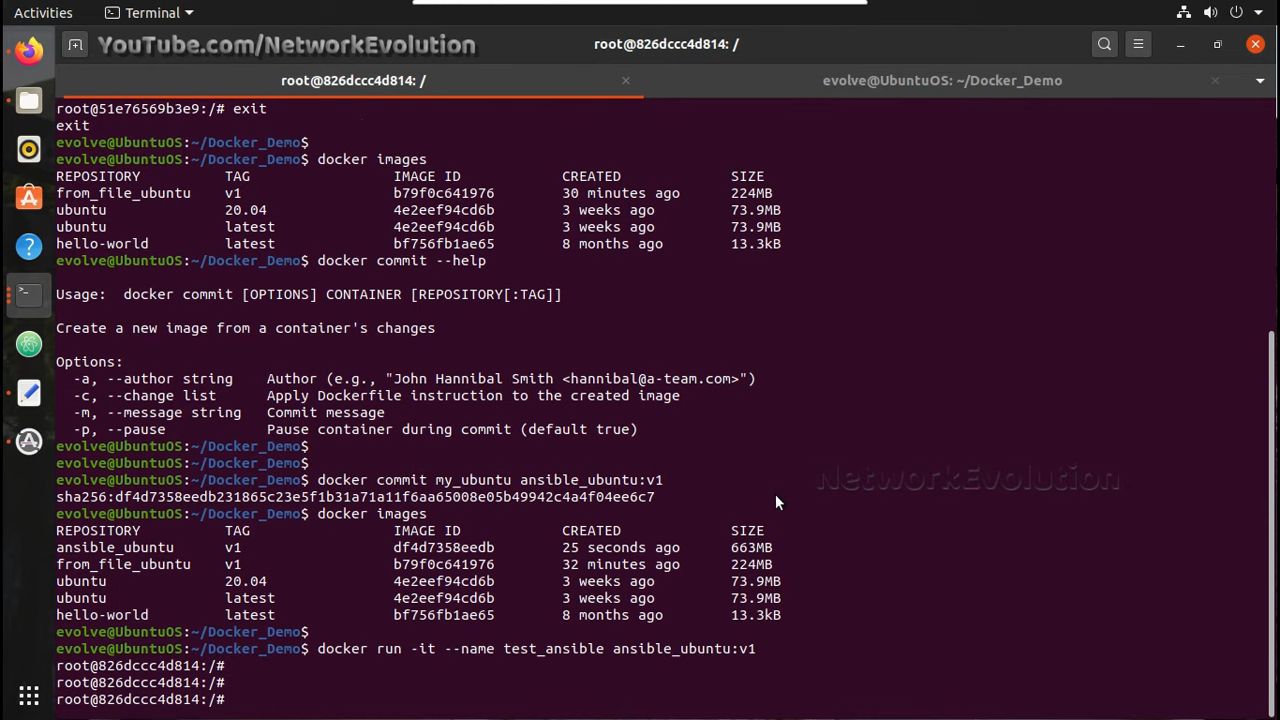 Activities
Terminal
YouTube.com/NetworkEvolution
root@826dccc4d814: /
root@826dccc4d814: /
evolve@UbuntuOS: ~/Docker_Demo
root@51e76569b3e9:/# exit
exit
evolve@UbuntuOS:~/Docker_Demo$
evolve@UbuntuOS:~/Docker_Demo$ docker images
REPOSITORY TAG IMAGE ID CREATED SIZE
from_file_ubuntu v1 b79f0c641976 30 minutes ago 224MB
ubuntu 20.04 4e2eef94cd6b 3 weeks ago 73.9MB
ubuntu latest 4e2eef94cd6b 3 weeks ago 73.9MB
hello-world latest bf756fb1ae65 8 months ago 13.3kB
evolve@UbuntuOS:~/Docker_Demo$ docker commit --help
Usage: docker commit [OPTIONS] CONTAINER [REPOSITORY[:TAG]]
Create a new image from a container's changes
Options:
-a, --author string Author (e.g., "John Hannibal Smith <hannibal@a-team.com>")
-c, --change list Apply Dockerfile instruction to the created image
-m, --message string Commit message
-p, --pause Pause container during commit (default true)
evolve@UbuntuOS:~/Docker_Demo$
evolve@UbuntuOS:~/Docker_Demo$
evolve@UbuntuOS:~/Docker_Demo$ docker commit my_ubuntu ansible_ubuntu:v1
sha256:df4d7358eedb231865c23e5f1b31a71a11f6aa65008e05b49942c4a4f04ee6c7
NetworkEvolution
evolve@UbuntuOS:~/Docker_Demo$ docker images
REPOSITORY TAG IMAGE ID CREATED SIZE
ansible_ubuntu v1 df4d7358eedb 25 seconds ago 663MB
from_file_ubuntu v1 b79f0c641976 32 minutes ago 224MB
ubuntu 20.04 4e2eef94cd6b 3 weeks ago 73.9MB
ubuntu latest 4e2eef94cd6b 3 weeks ago 73.9MB
hello-world latest bf756fb1ae65 8 months ago 13.3kB
evolve@UbuntuOS:~/Docker_Demo$
evolve@UbuntuOS:~/Docker_Demo$ docker run -it --name test_ansible ansible_ubuntu:v1
root@826dccc4d814:/#
root@826dccc4d814:/#
root@826dccc4d814:/#